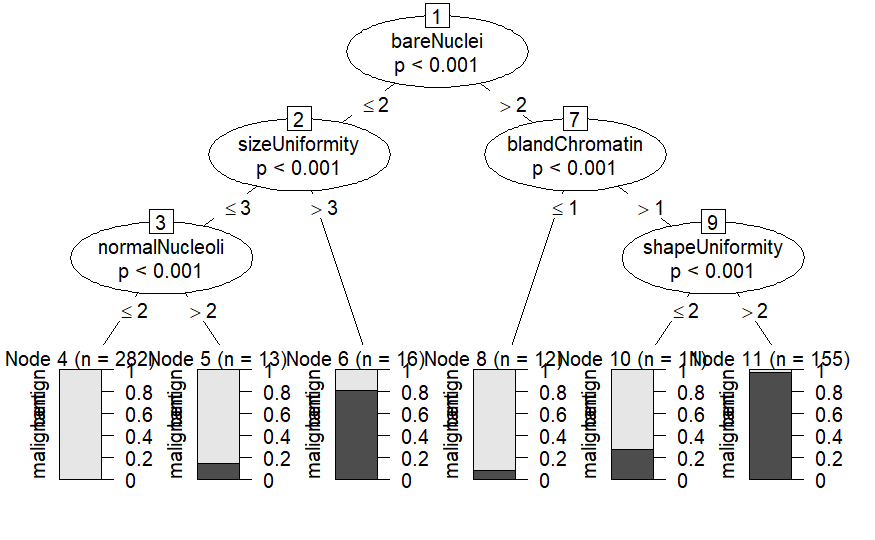 1
bareNuclei
p < 0.001
≤ 2
> 2
2
sizeUniformity
p < 0.001
7
blandChromatin
p < 0.001
≤ 3
> 3
≤ 1
> 1
3
normalNucleoli
p < 0.001
9
shapeUniformity
p < 0.001
≤ 2
> 2
≤ 2
> 2
Node 4 (n = 282)
Node 5 (n = 13)
Node 6 (n = 16)
Node 8 (n = 12)
Node 10 (n = 11)
Node 11 (n = 155)
malignant benign
1
0.8
0.6
0.4
0.2
0
malignant benign
1
0.8
0.6
0.4
0.2
0
malignant benign
1
0.8
0.6
0.4
0.2
0
malignant benign
1
0.8
0.6
0.4
0.2
0
malignant benign
1
0.8
0.6
0.4
0.2
0
malignant benign
1
0.8
0.6
0.4
0.2
0